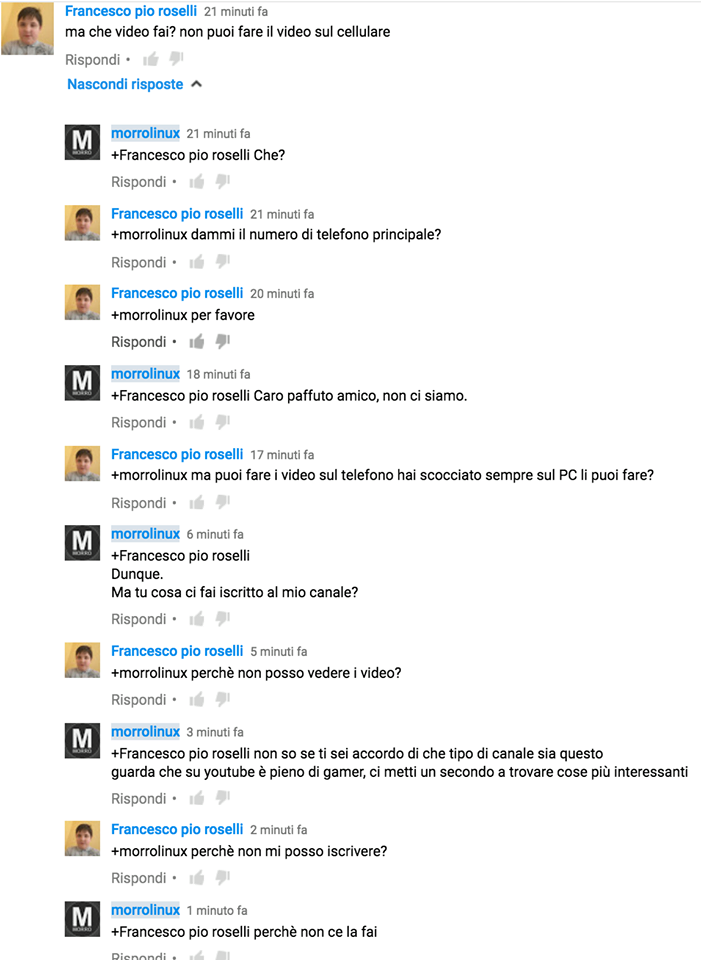 Francesco pio roselli 21 minuti fa
ma che video fai? non puoi fare il video sul cellulare
Rispondi •
Nascondi risposte
M
MORRO
morrolinux 21 minuti fa
+Francesco pio roselli Che?
Rispondi •
Francesco pio roselli 21 minuti fa
+morrolinux dammi il numero di telefono principale?
Rispondi •
Francesco pio roselli 20 minuti fa
+morrolinux per favore
Rispondi •
M
MORRO
morrolinux 18 minuti fa
+Francesco pio roselli Caro paffuto amico, non ci siamo.
Rispondi •
Francesco pio roselli 17 minuti fa
+morrolinux ma puoi fare i video sul telefono hai scocciato sempre sul PC li puoi fare?
Rispondi •
M
MORRO
morrolinux 6 minuti fa
+Francesco pio roselli
Dunque.
Ma tu cosa ci fai iscritto al mio canale?
Rispondi •
Francesco pio roselli 5 minuti fa
+morrolinux perchè non posso vedere i video?
Rispondi •
M
MORRO
morrolinux 3 minuti fa
+Francesco pio roselli non so se ti sei accordo di che tipo di canale sia questo
guarda che su youtube è pieno di gamer, ci metti un secondo a trovare cose più interessanti
Rispondi •
Francesco pio roselli 2 minuti fa
+morrolinux perchè non mi posso iscrivere?
Rispondi •
M
MORRO
morrolinux 1 minuto fa
+Francesco pio roselli perchè non ce la fai
Rispondi •